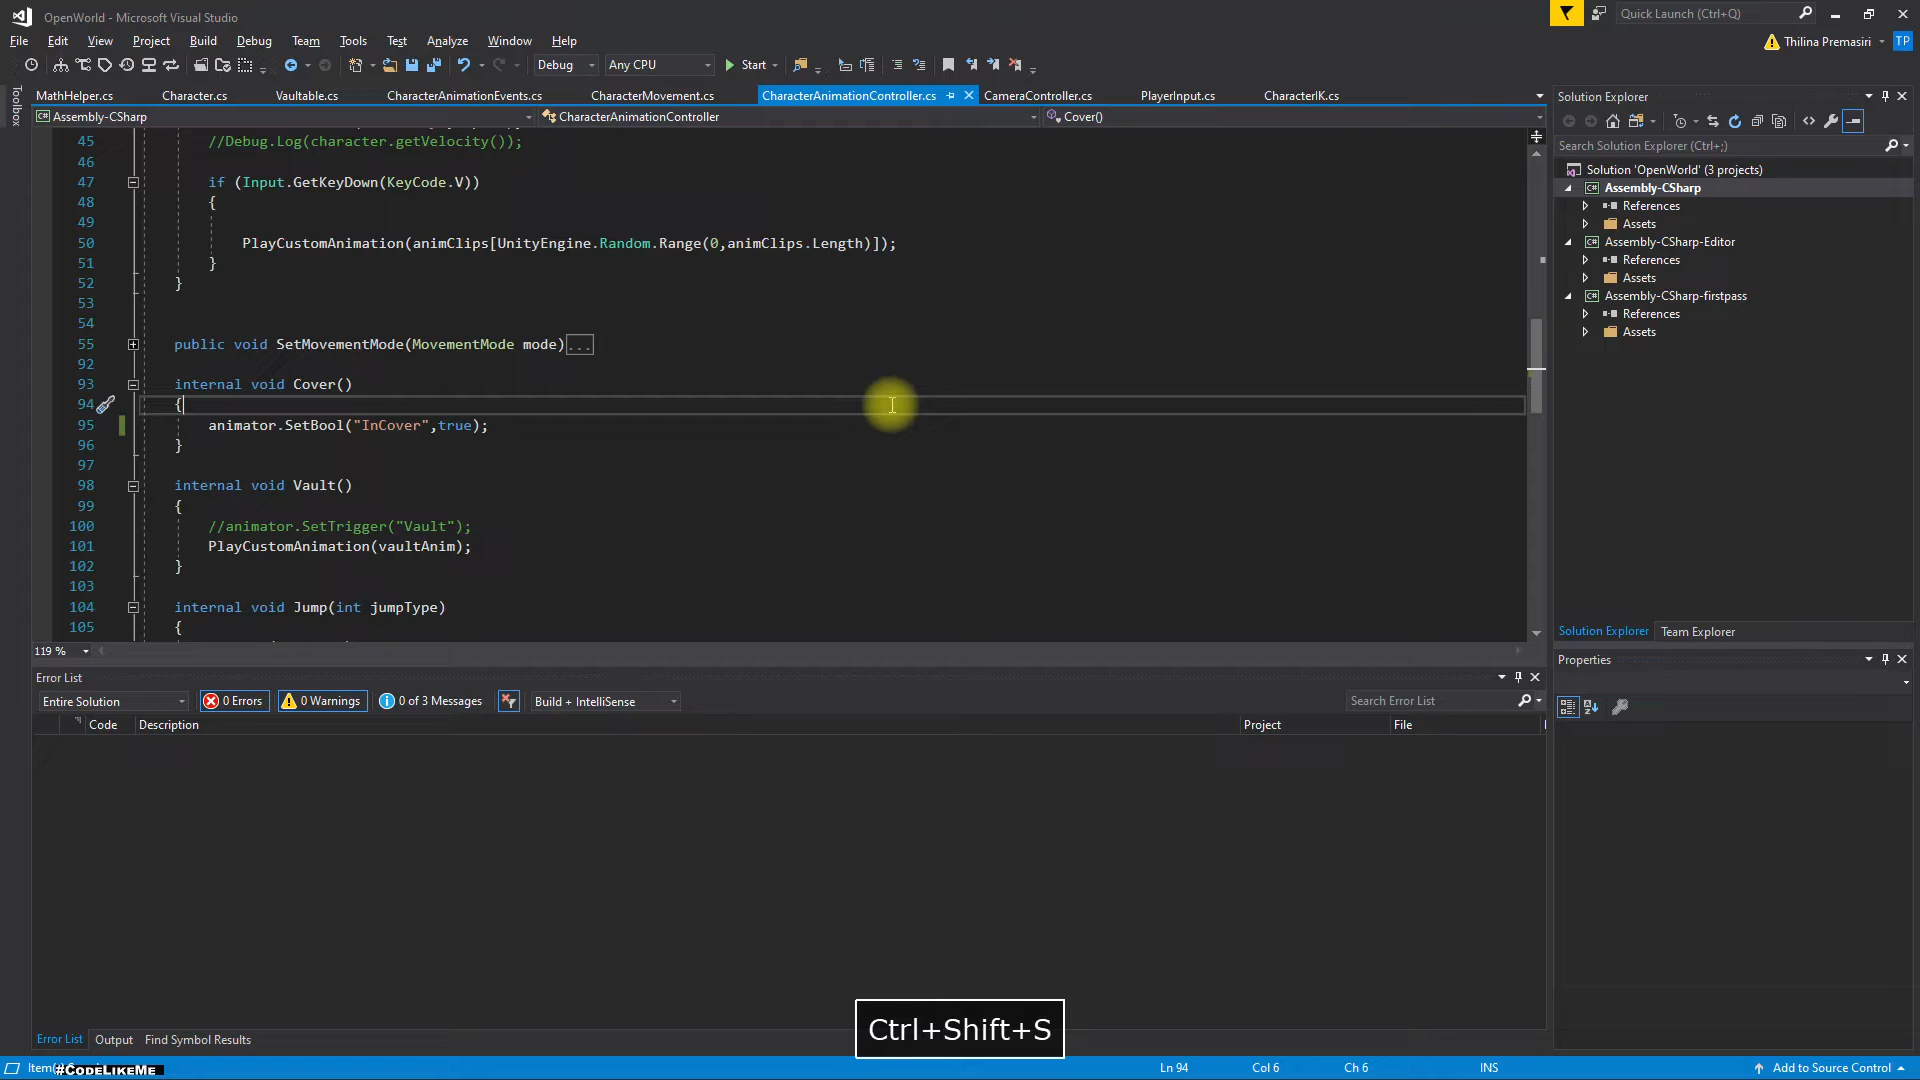 OpenWorld - Microsoft Visual Studio
Quick Launch (Ctrl+Q)
File Edit View Project Build Debug Team Tools Test Analyze Window Help
Thilina Premasiri TP
Debug Any CPU Start
Toolbox
MathHelper.cs Character.cs Vaultable.cs CharacterAnimationEvents.cs CharacterMovement.cs CharacterAnimationController.cs CameraController.cs PlayerInput.cs CharacterIK.cs
Assembly-CSharp CharacterAnimationController Cover()
45 //Debug.Log(character.getVelocity());
46
47 if (Input.GetKeyDown(KeyCode.V))
48 {
49
50 PlayCustomAnimation(animClips[UnityEngine.Random.Range(0,animClips.Length)]);
51 }
52 }
53
54
55 public void SetMovementMode(MovementMode mode)...
92
93 internal void Cover()
94 {
95 animator.SetBool("InCover",true);
96 }
97
98 internal void Vault()
99 {
100 //animator.SetTrigger("Vault");
101 PlayCustomAnimation(vaultAnim);
102 }
103
104 internal void Jump(int jumpType)
105 {
119 %
Solution Explorer
Search Solution Explorer (Ctrl+;)
Solution 'OpenWorld' (3 projects)
C# Assembly-CSharp
References
Assets
C# Assembly-CSharp-Editor
References
Assets
C# Assembly-CSharp-firstpass
References
Assets
Solution Explorer Team Explorer
Properties
Error List
Entire Solution 0 Errors 0 Warnings 0 of 3 Messages Build + IntelliSense Search Error List
Code Description Project File
Error List Output Find Symbol Results
Ctrl+Shift+S
Item(s) #CodeLikeMe Ln 94 Col 6 Ch 6 INS Add to Source Control